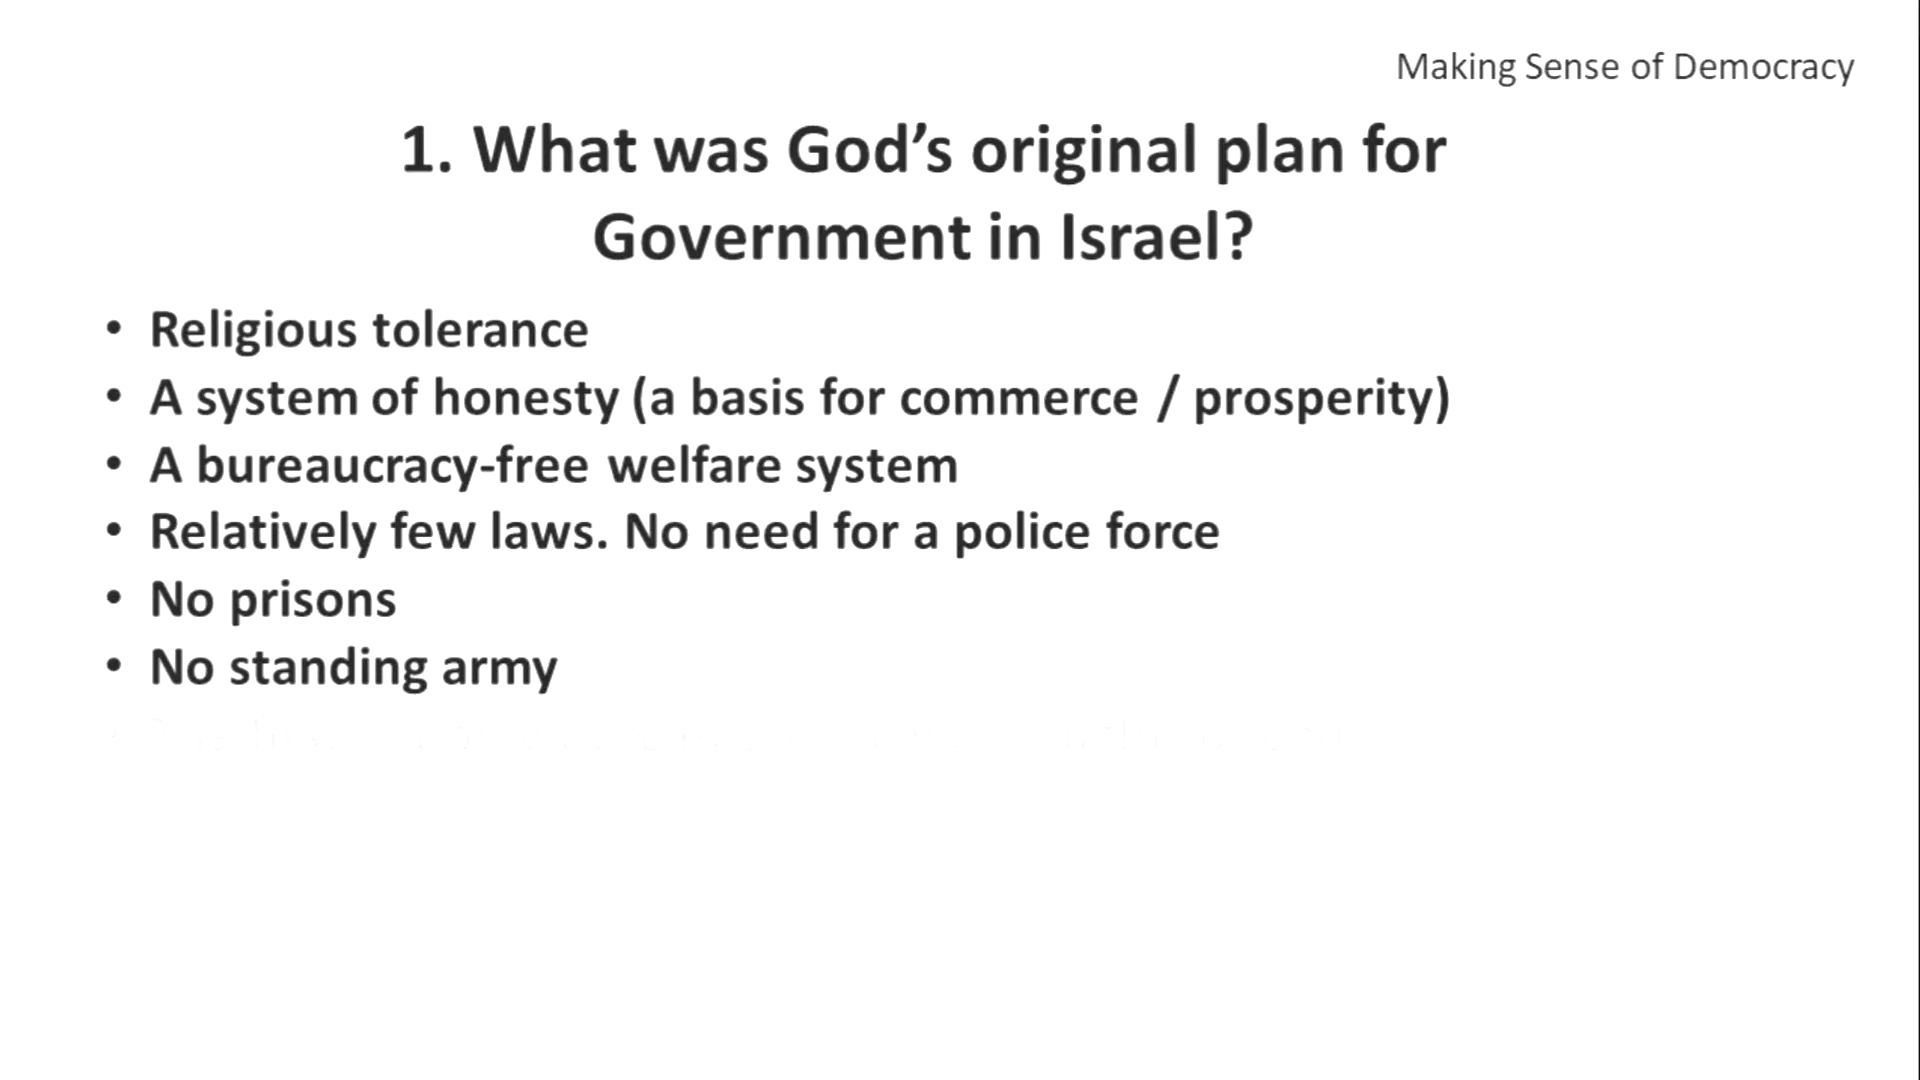 Making Sense of Democracy
1. What was God’s original plan for
Government in Israel?
• Religious tolerance
• A system of honesty (a basis for commerce / prosperity)
• A bureaucracy-free welfare system
• Relatively few laws. No need for a police force
• No prisons
• No standing army